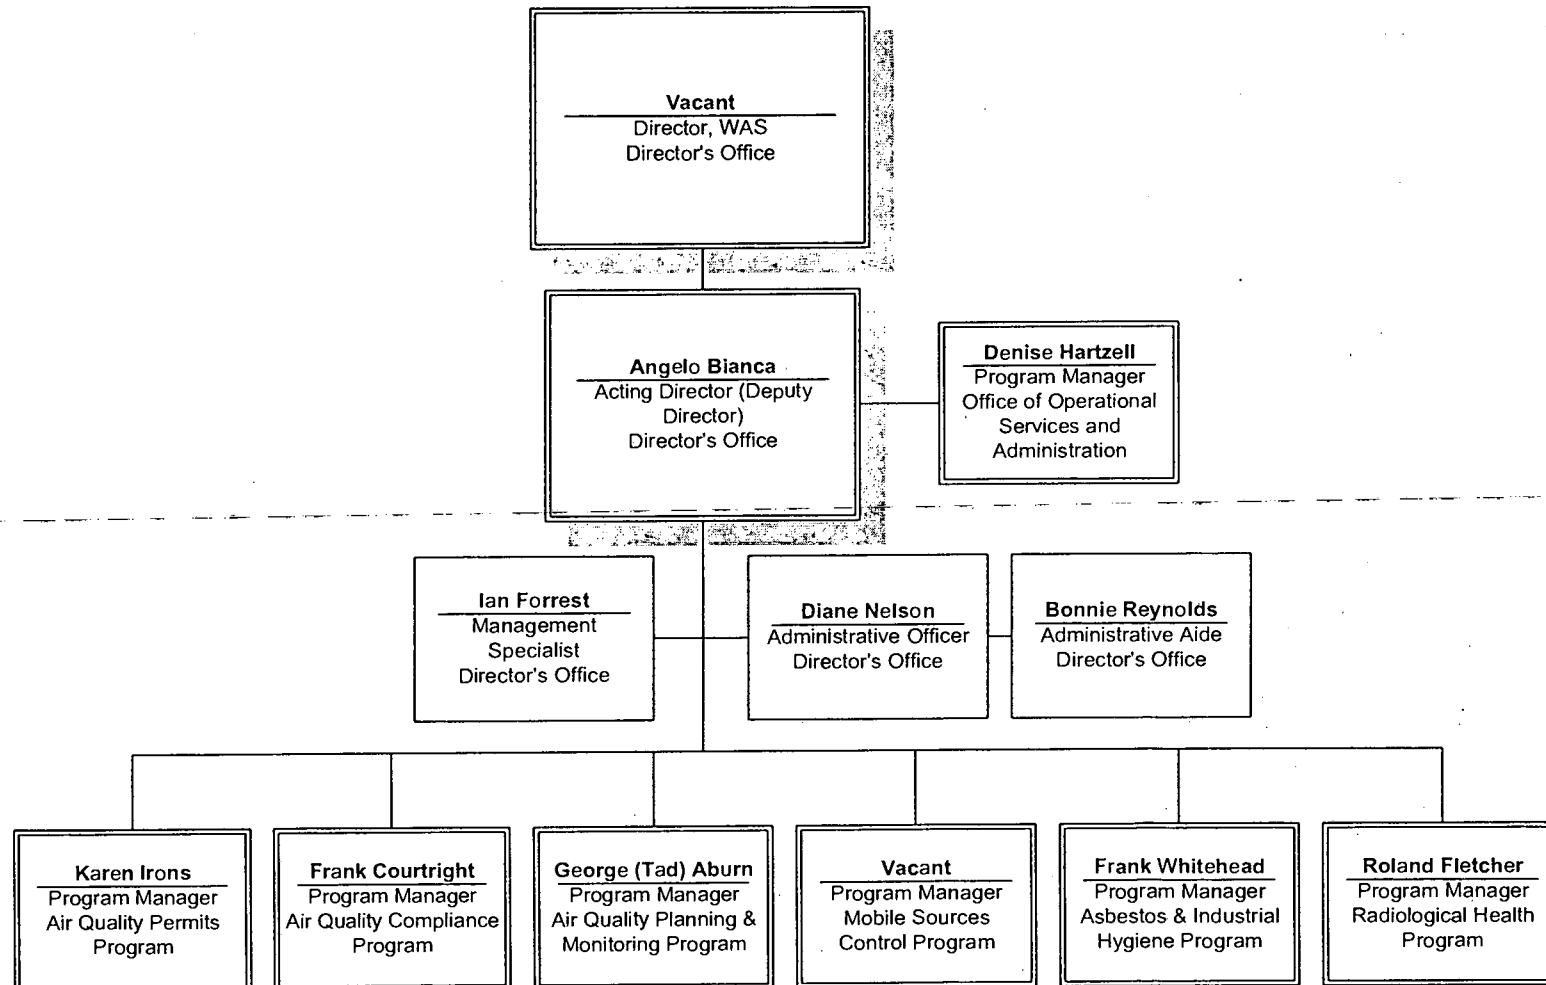 Vacant
Director, WAS
Director's Office
Angelo Bianca
Acting Director (Deputy
Director)
Director's Office
Denise Hartzell
Program Manager
Office of Operational
Services and
Administration
Ian Forrest
Management
Specialist
Director's Office
Diane Nelson
Administrative Officer
Director's Office
Bonnie Reynolds
Administrative Aide
Director's Office
Karen Irons
Program Manager
Air Quality Permits
Program
Frank Courtright
Program Manager
Air Quality Compliance
Program
George (Tad) Aburn
Program Manager
Air Quality Planning &
Monitoring Program
Vacant
Program Manager
Mobile Sources
Control Program
Frank Whitehead
Program Manager
Asbestos & Industrial
Hygiene Program
Roland Fletcher
Program Manager
Radiological Health
Program